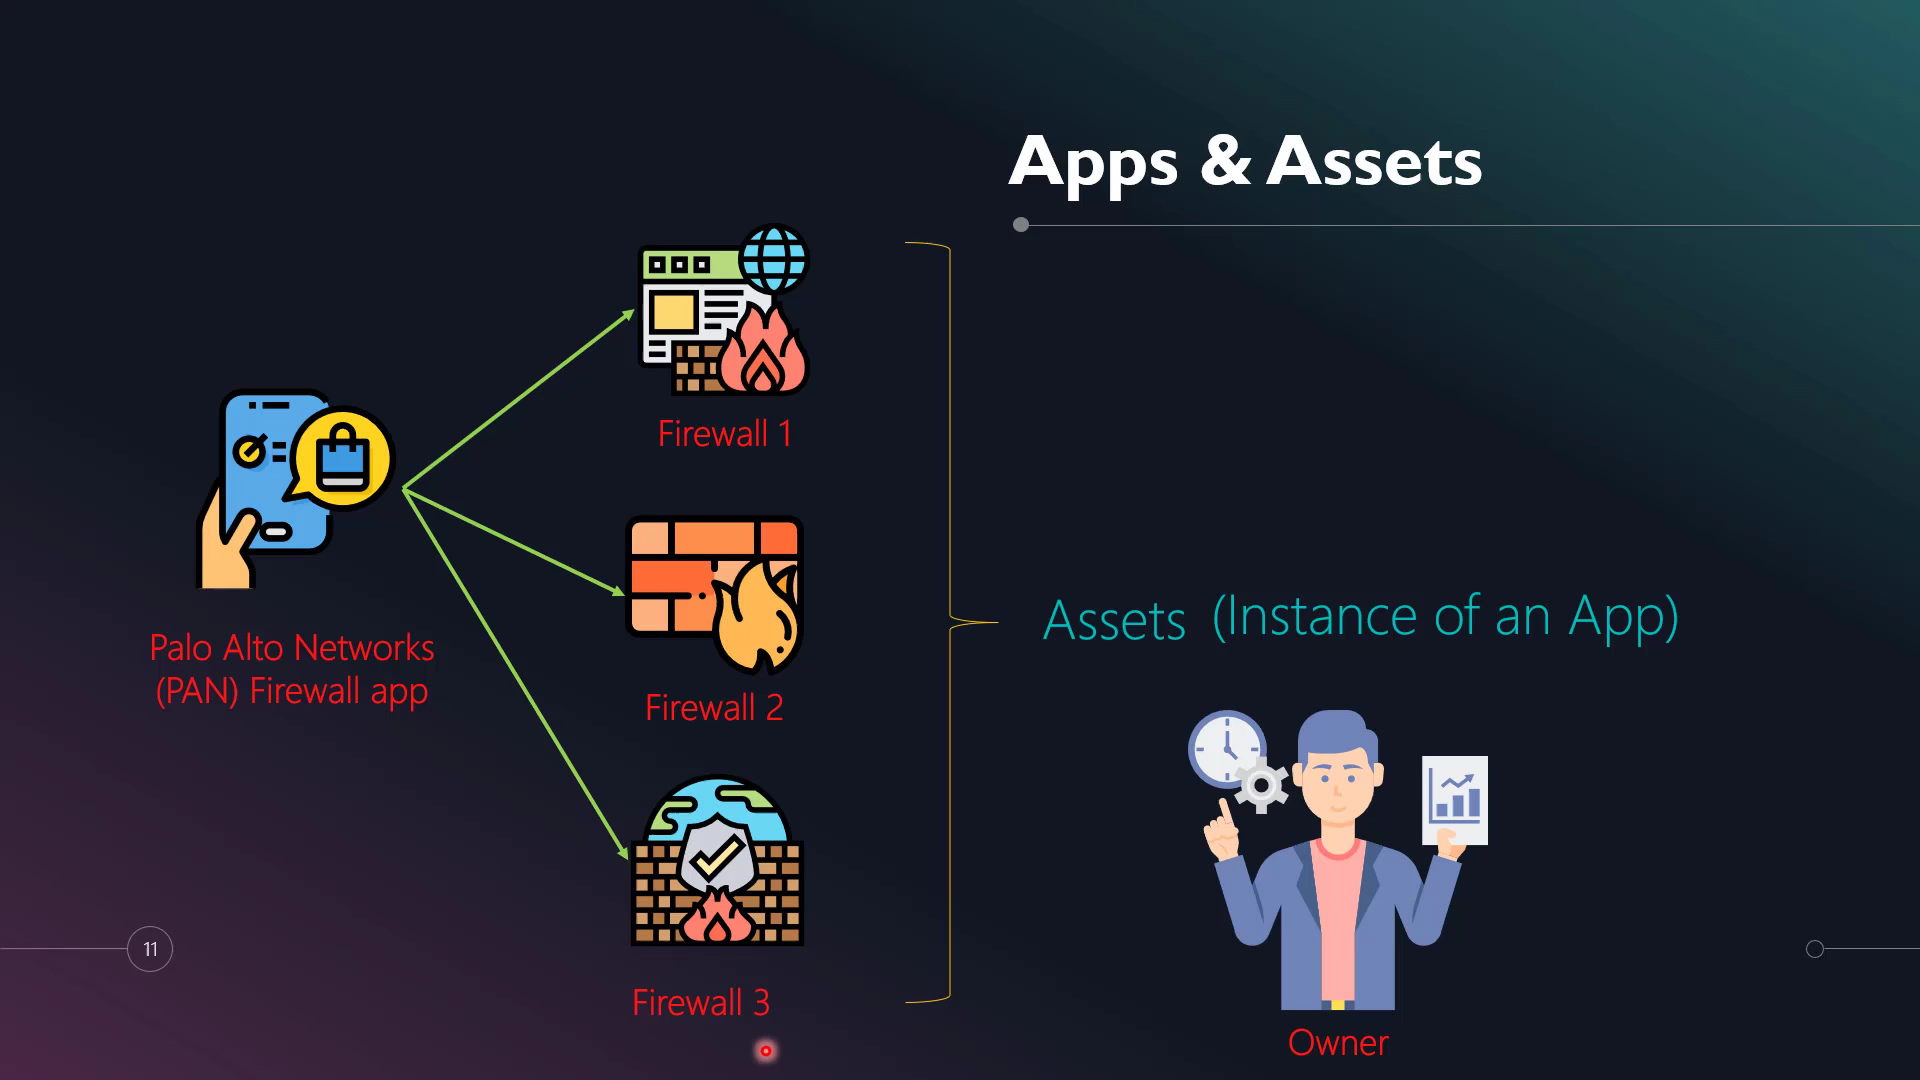 Apps & Assets
Firewall 1
Palo Alto Networks
(PAN) Firewall app
Firewall 2
Assets (Instance of an App)
Firewall 3
Owner
11